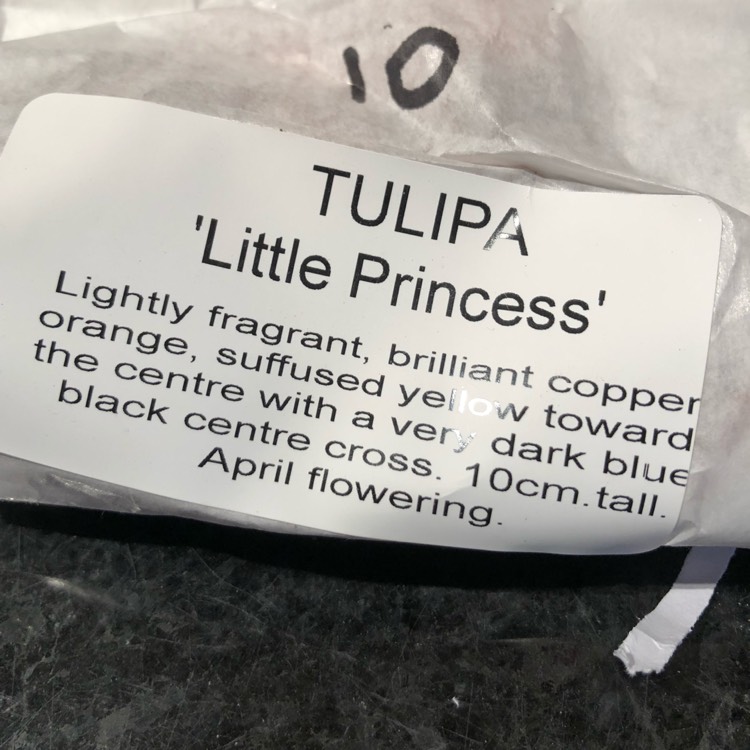 10
TULIPA
'Little Princess'
Lightly fragrant, brilliant copper
orange, suffused yellow toward
the centre with a very dark blue
black centre cross. 10cm.tall.
April flowering.